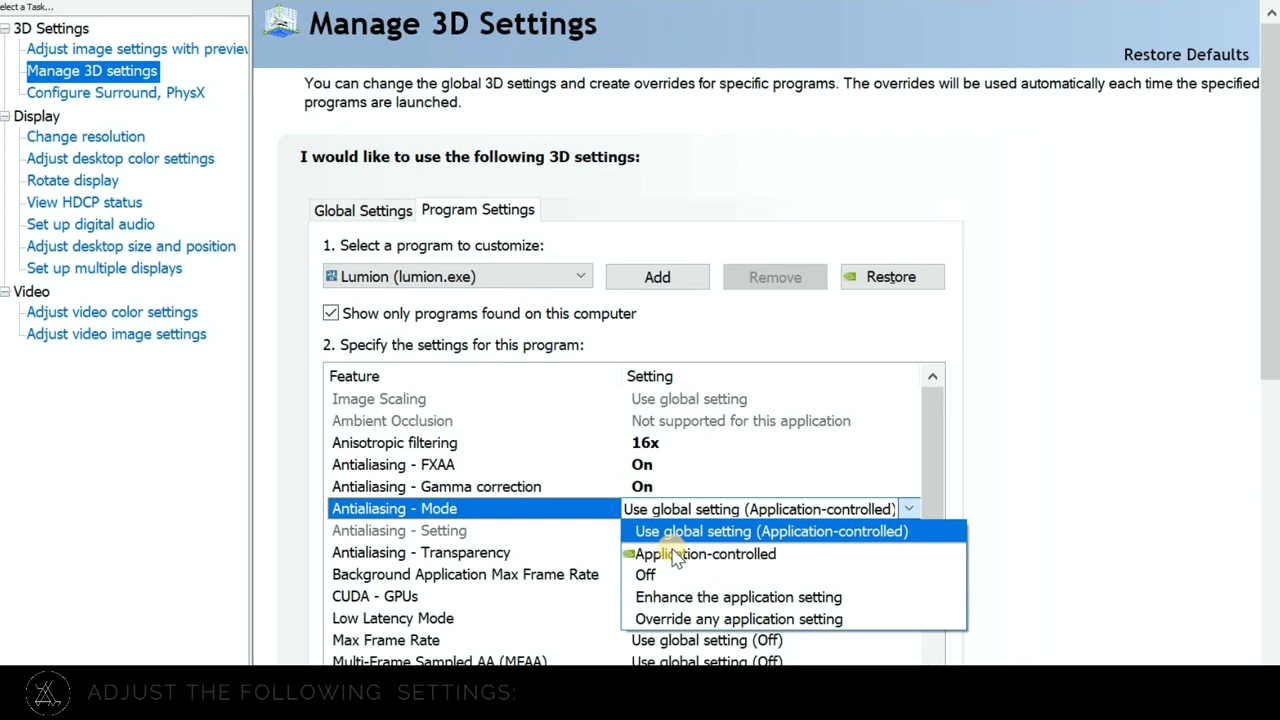 elect a Task...
3D Settings
Adjust image settings with preview
Manage 3D settings
Configure Surround, PhysX
Display
Change resolution
Adjust desktop color settings
Rotate display
View HDCP status
Set up digital audio
Adjust desktop size and position
Set up multiple displays
Video
Adjust video color settings
Adjust video image settings
Manage 3D Settings
Restore Defaults
You can change the global 3D settings and create overrides for specific programs. The overrides will be used automatically each time the specified
programs are launched.
I would like to use the following 3D settings:
Global Settings Program Settings
1. Select a program to customize:
Lumion (lumion.exe) Add Remove Restore
Show only programs found on this computer
2. Specify the settings for this program:
Feature Setting
Image Scaling Use global setting
Ambient Occlusion Not supported for this application
Anisotropic filtering 16x
Antialiasing - FXAA On
Antialiasing - Gamma correction On
Antialiasing - Mode Use global setting (Application-controlled)
Antialiasing - Setting Use global setting (Application-controlled)
Antialiasing - Transparency Application-controlled
Background Application Max Frame Rate Off
CUDA - GPUs Enhance the application setting
Low Latency Mode Override any application setting
Max Frame Rate Use global setting (Off)
Multi-Frame Sampled AA (MFAA) Use global setting (Off)
ADJUST THE FOLLOWING SETTINGS: